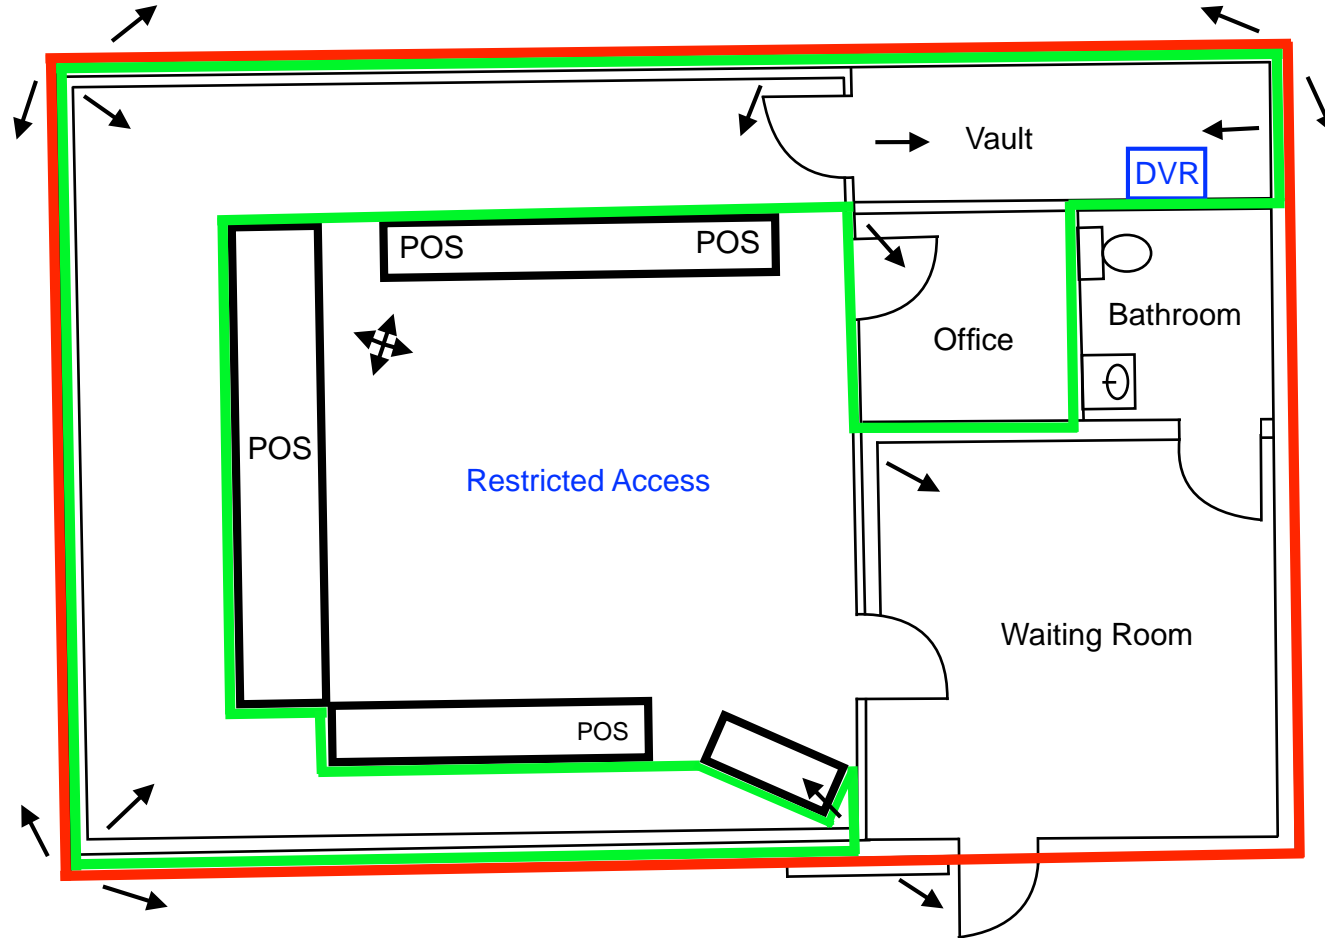 Vault
DVR
POS
POS
Bathroom
Office
POS
Restricted Access
Waiting Room
POS